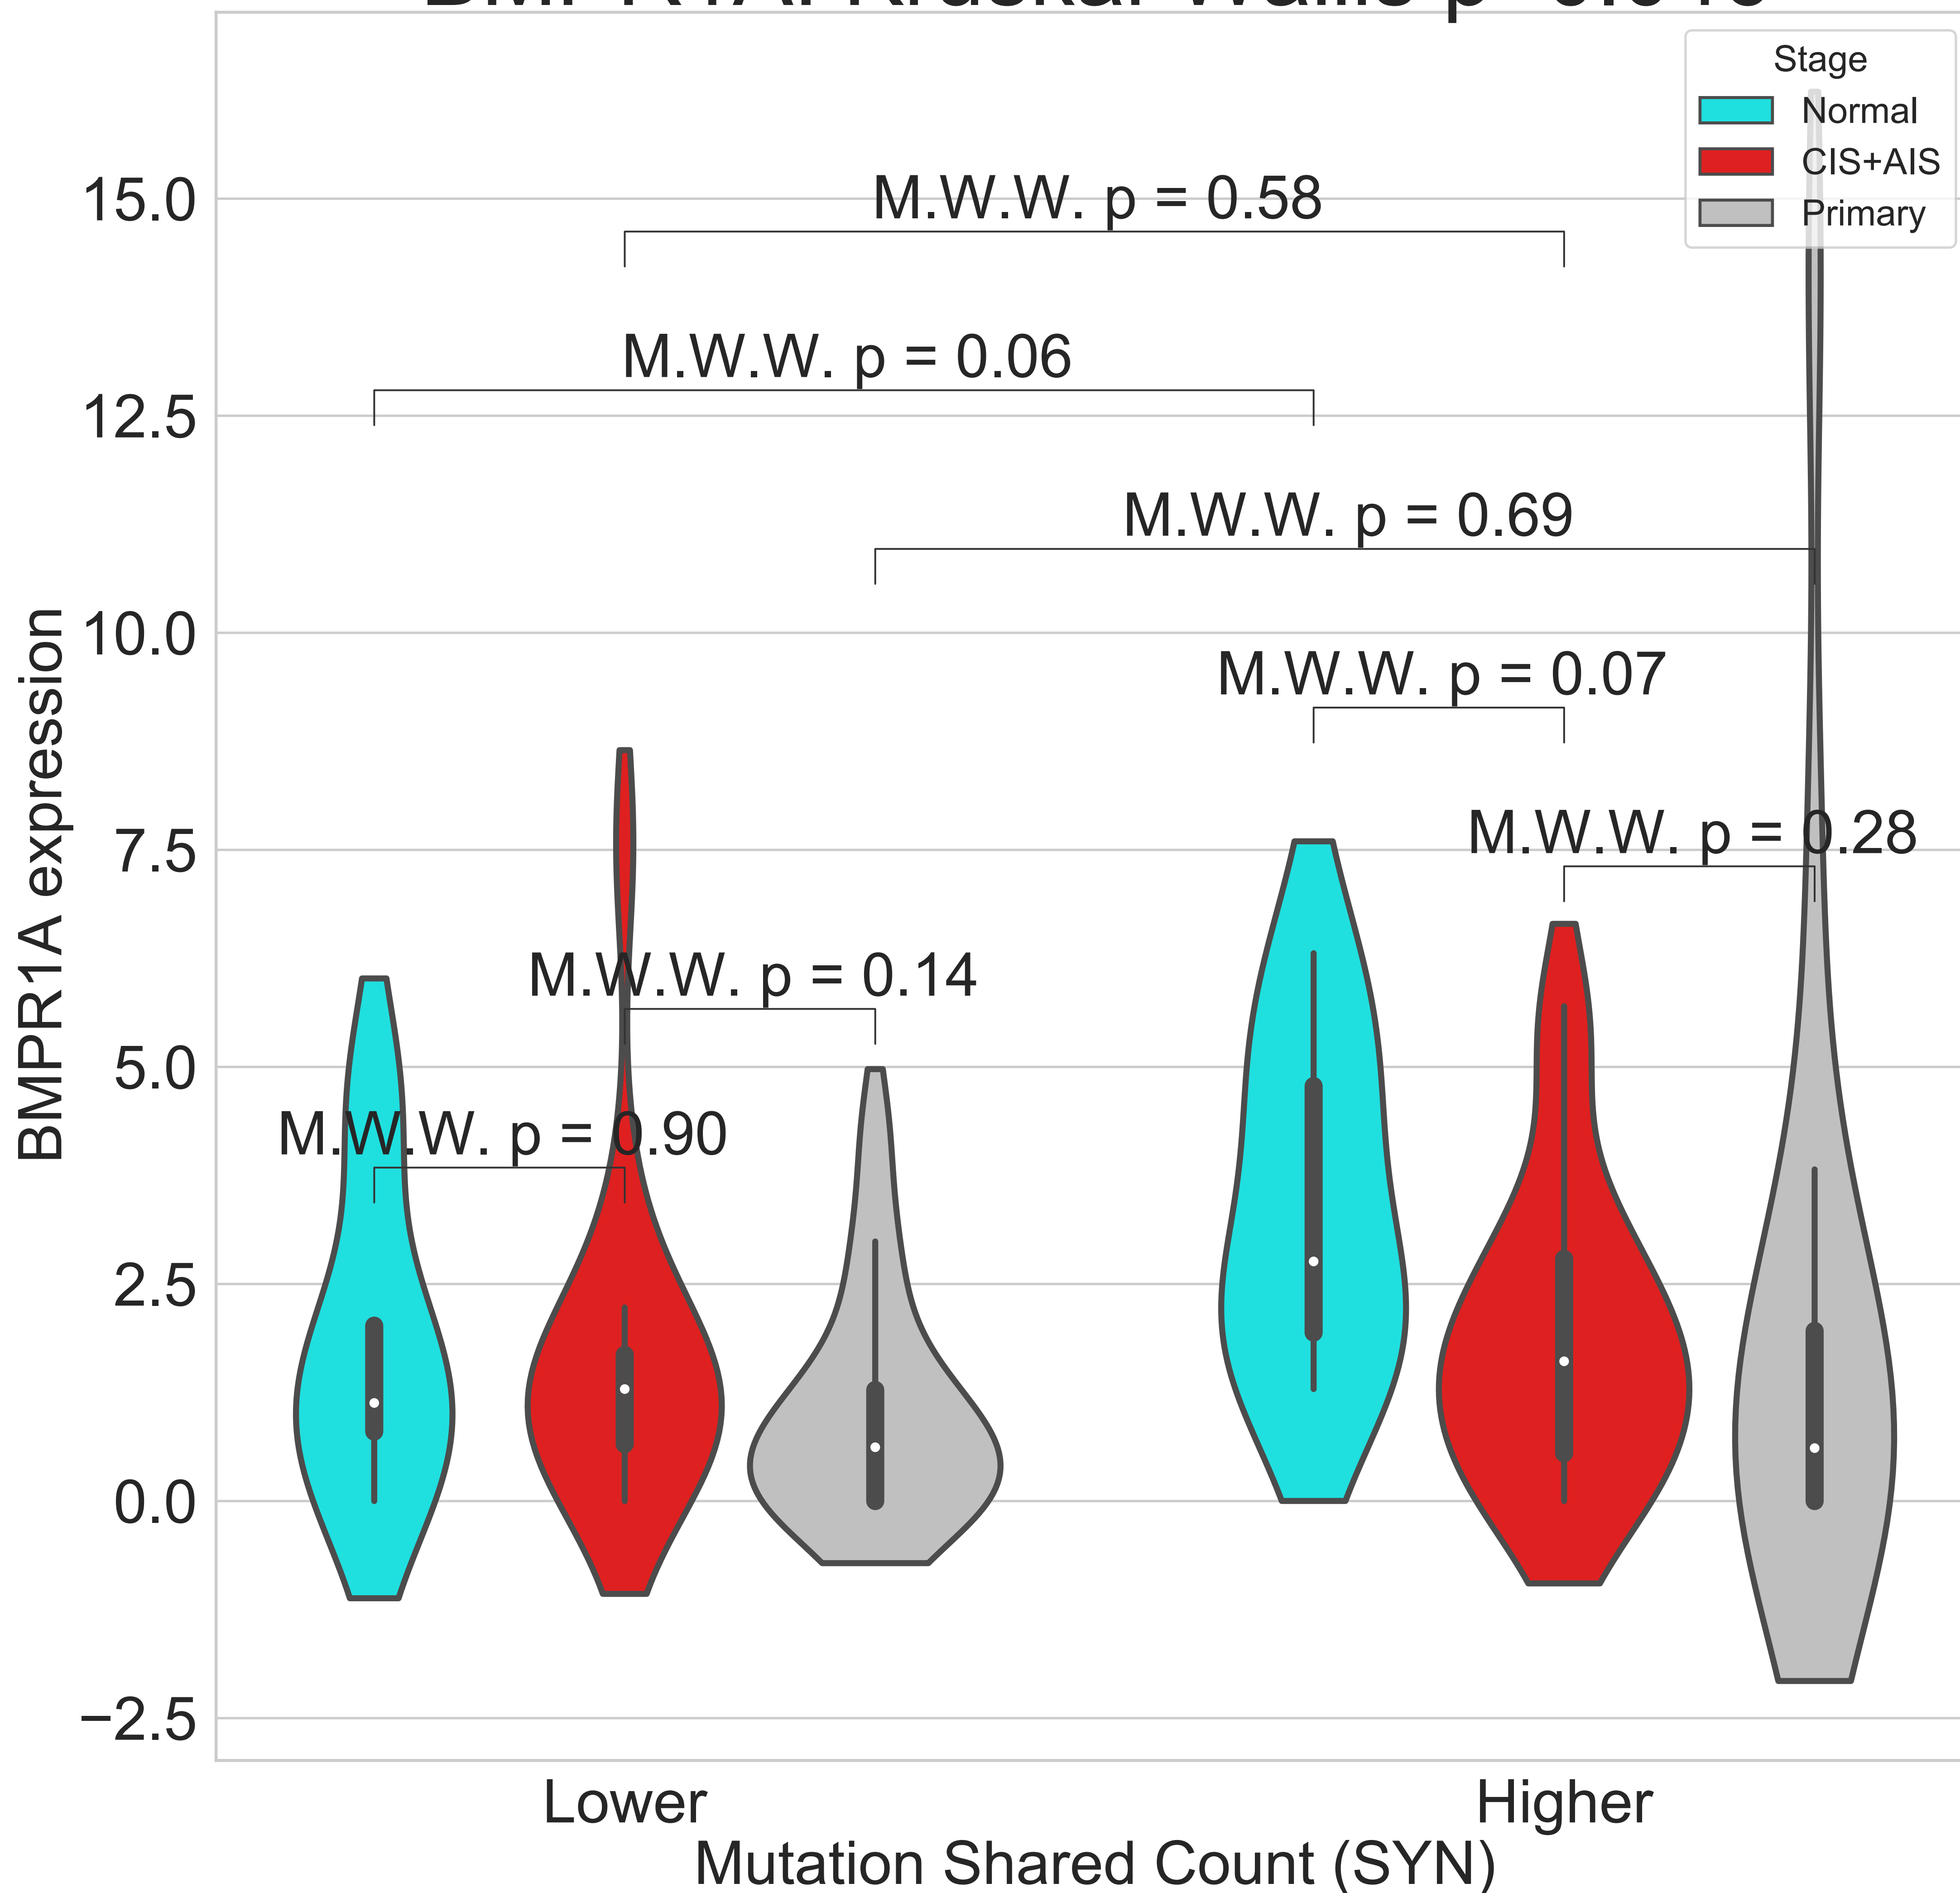 Stage
Normal
CIS+AIS
Primary
15.0
12.5
10.0
7.5
5.0
2.5
0.0
−2.5
BMPR1A expression
M.W.W. p = 0.58
M.W.W. p = 0.06
M.W.W. p = 0.69
M.W.W. p = 0.07
M.W.W. p = 0.28
M.W.W. p = 0.14
M.W.W. p = 0.90
Lower
Higher
Mutation Shared Count (SYN)